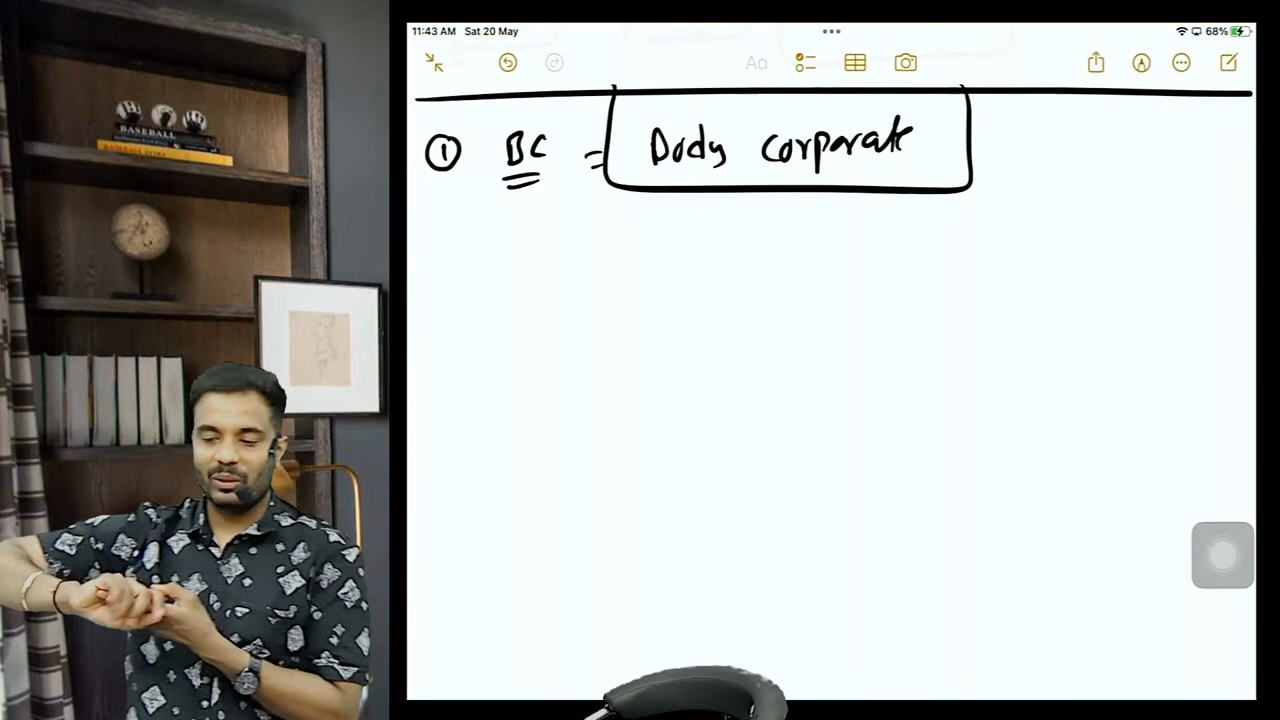 11:43 AM Sat 20 May
68%
Aa
① BC = Body corporate
BASEBALL